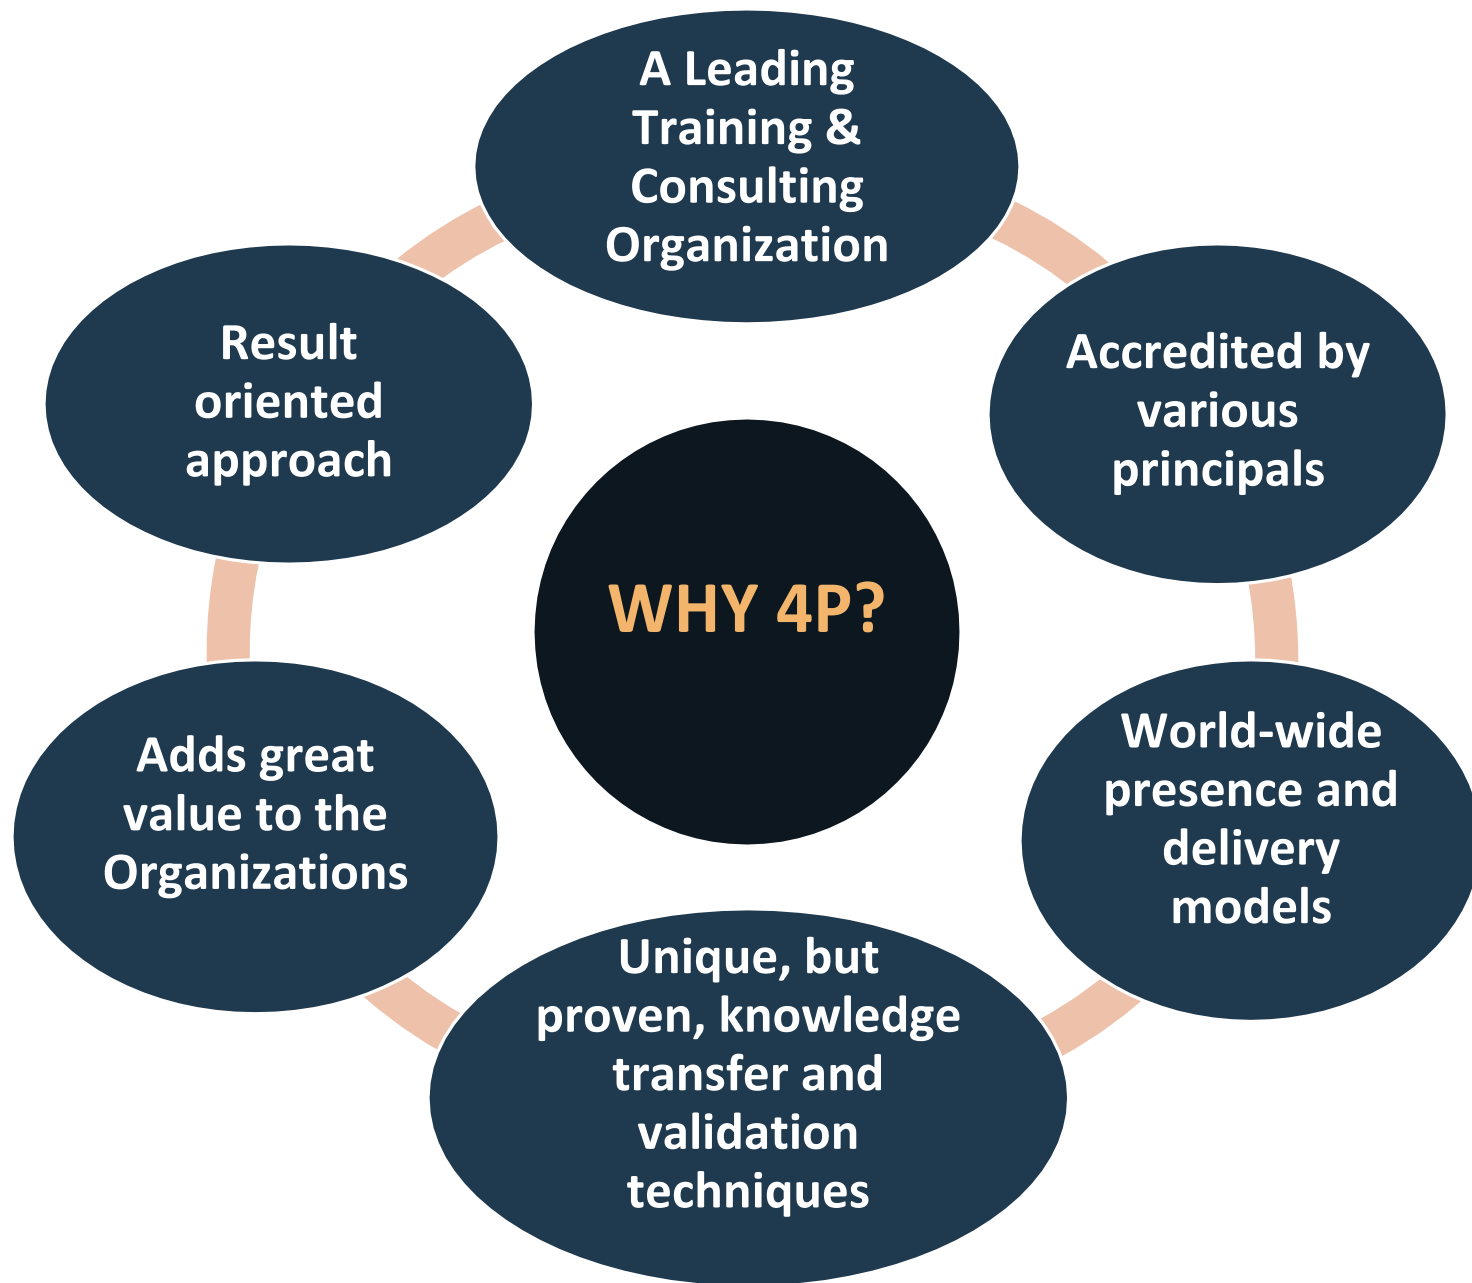 A Leading
Training &
Consulting
Organization
Accredited by
various
principals
World-wide
presence and
delivery
models
Unique, but
proven, knowledge
transfer and
validation
techniques
Adds great
value to the
Organizations
Result
oriented
approach
WHY 4P?